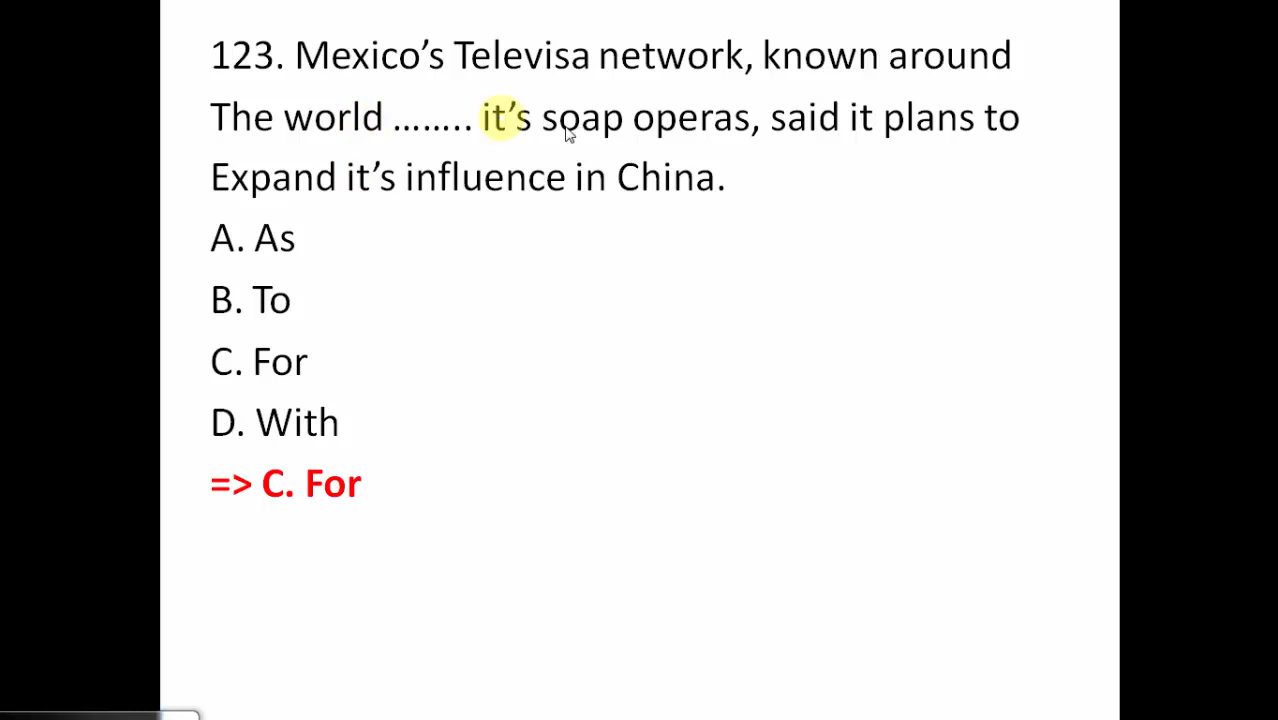 123. Mexico’s Televisa network, known around
The world …….. it’s soap operas, said it plans to
Expand it’s influence in China.
A. As
B. To
C. For
D. With
=> C. For